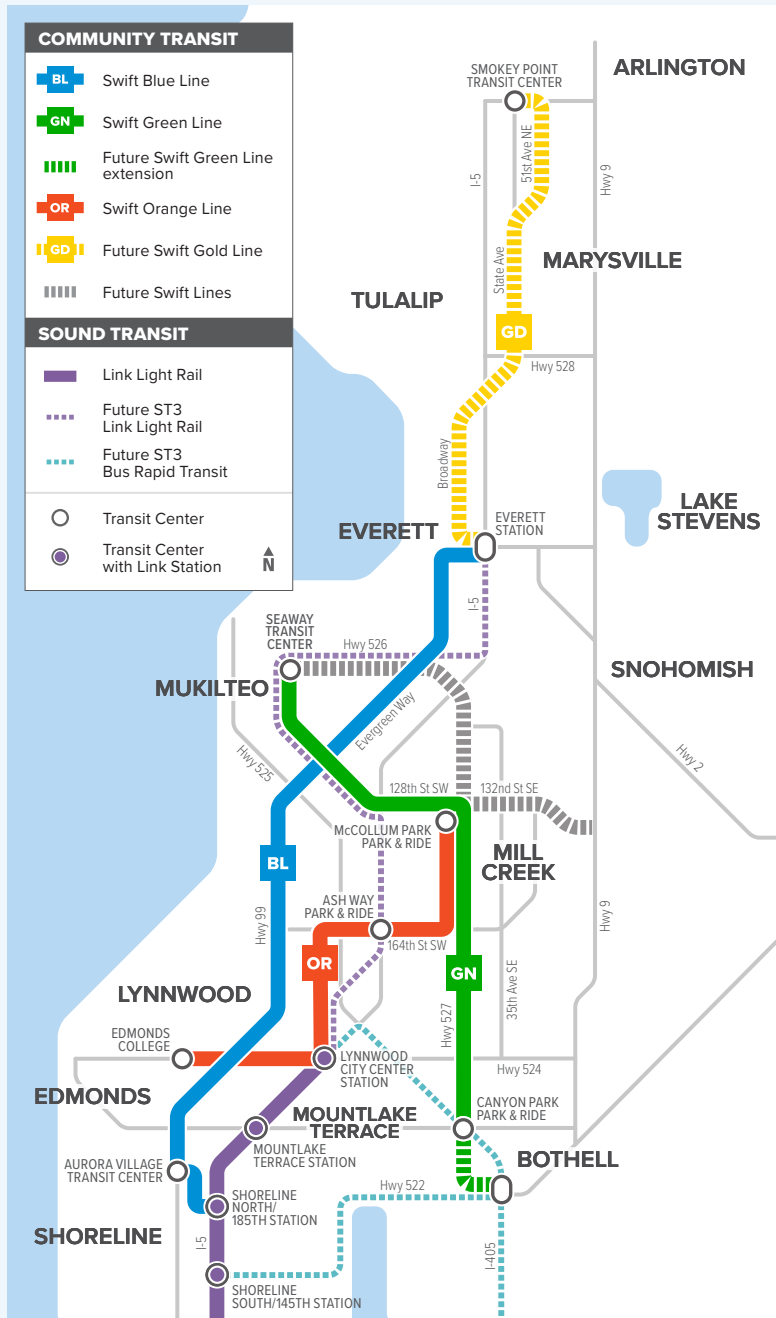 COMMUNITY TRANSIT
BL
Swift Blue Line
GN
Swift Green Line
Future Swift Green Line
extension
OR
Swift Orange Line
GD
Future Swift Gold Line
Future Swift Lines
SOUND TRANSIT
Link Light Rail
Future ST3
Link Light Rail
Future ST3
Bus Rapid Transit
Transit Center
Transit Center
with Link Station
N
SMOKEY POINT
TRANSIT CENTER
ARLINGTON
I-5
51st Ave NE
Hwy 9
State Ave
MARYSVILLE
TULALIP
GD
Hwy 528
Broadway
LAKE
STEVENS
EVERETT
EVERETT
STATION
I-5
SEAWAY
TRANSIT
CENTER
Hwy 526
MUKILTEO
SNOHOMISH
Evergreen Way
Hwy 525
Hwy 2
128th St SW
132nd St SE
McCOLLUM PARK
PARK & RIDE
MILL
CREEK
BL
ASH WAY
PARK & RIDE
164th St SW
Hwy 99
Hwy 9
OR
GN
35th Ave SE
LYNNWOOD
Hwy 527
EDMONDS
COLLEGE
LYNNWOOD
CITY CENTER
STATION
Hwy 524
EDMONDS
CANYON PARK
PARK & RIDE
MOUNTLAKE
TERRACE
MOUNTLAKE
TERRACE STATION
BOTHELL
AURORA VILLAGE
TRANSIT CENTER
Hwy 522
SHORELINE
NORTH/
185TH STATION
SHORELINE
I-5
I-405
SHORELINE
SOUTH/145TH STATION